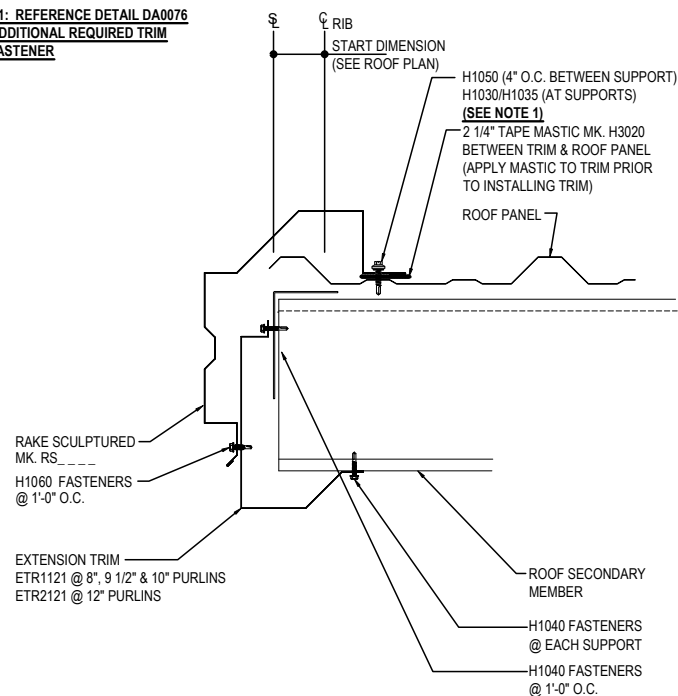 1: REFERENCE DETAIL DA0076
DDITIONAL REQUIRED TRIM
ASTENER
SL
CL RIB
START DIMENSION
(SEE ROOF PLAN)
H1050 (4" O.C. BETWEEN SUPPORT)
H1030/H1035 (AT SUPPORTS)
(SEE NOTE 1)
2 1/4" TAPE MASTIC MK. H3020
BETWEEN TRIM & ROOF PANEL
(APPLY MASTIC TO TRIM PRIOR
TO INSTALLING TRIM)
ROOF PANEL
RAKE SCULPTURED
MK. RS_ _ _ _
H1060 FASTENERS
@ 1'-0" O.C.
EXTENSION TRIM
ETR1121 @ 8", 9 1/2" & 10" PURLINS
ETR2121 @ 12" PURLINS
ROOF SECONDARY
MEMBER
H1040 FASTENERS
@ EACH SUPPORT
H1040 FASTENERS
@ 1'-0" O.C.